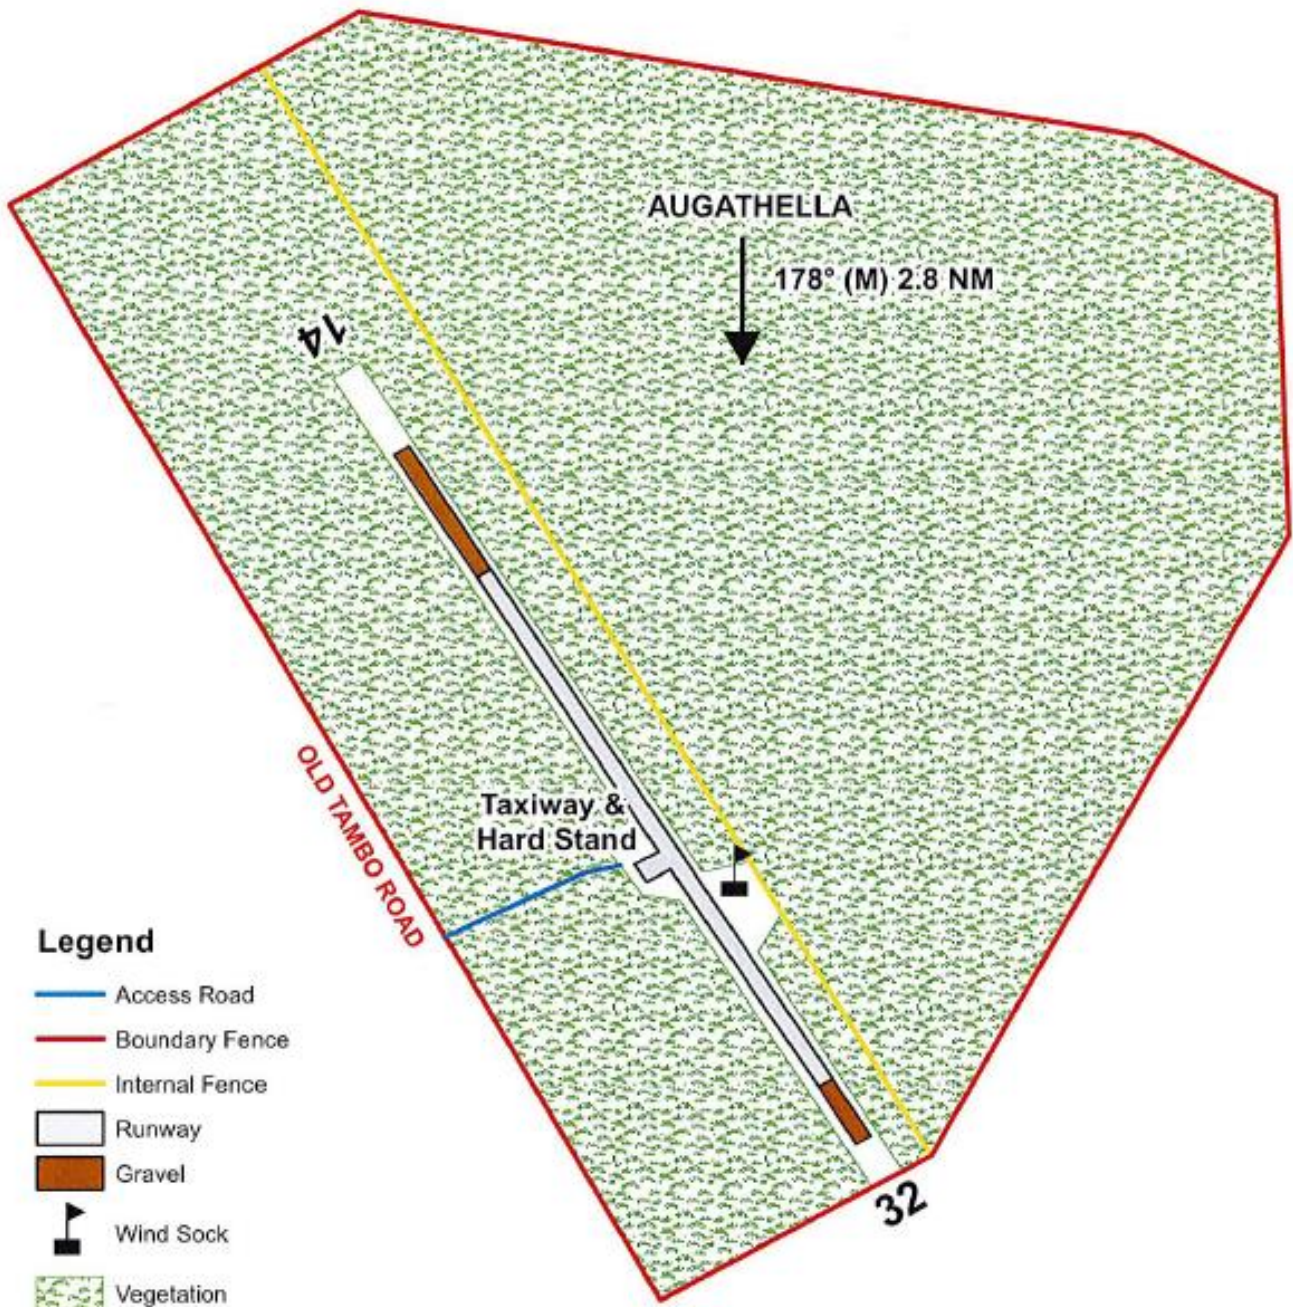 AUGATHELLA
178° (M) 2.8 NM
14
Taxiway &
Hard Stand
OLD TAMBO ROAD
32
Legend
Access Road
Boundary Fence
Internal Fence
Runway
Gravel
Wind Sock
Vegetation